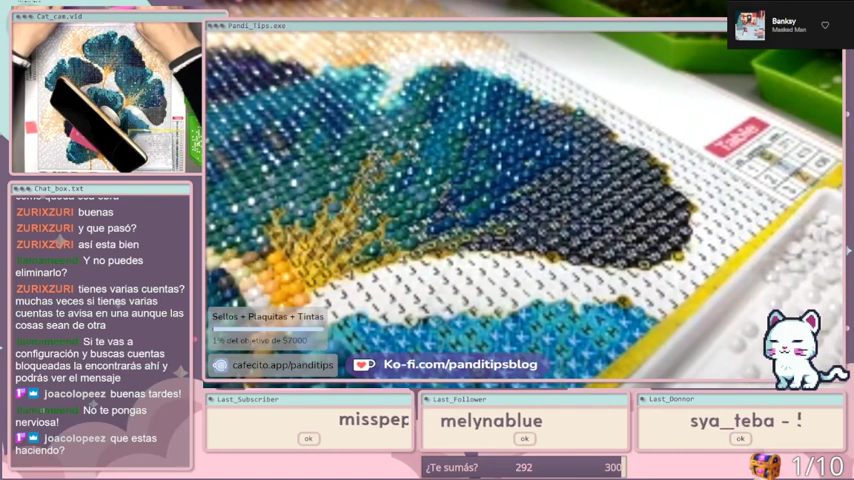 Cat_cam.vid
Pandi_Tips.exe
Banksy
Masked Man
Table
Chat_box.txt
ZURIXZURI buenas
ZURIXZURI y que pasó?
ZURIXZURI así esta bien
Y no puedes
eliminarlo?
ZURIXZURI tienes varias cuentas?
muchas veces si tienes varias
cuentas te avisa en una aunque las
cosas sean de otra
Si te vas a
configuración y buscas cuentas
bloqueadas la encontrarás ahí y
podrás ver el mensaje
joacolopeez buenas tardes!
No te pongas
nerviosa!
joacolopeez que estas
haciendo?
Sellos + Plaquitas + Tintas
1% del objetivo de $7000
cafecito.app/panditips
Ko-fi.com/panditipsblog
Last_Subscriber
misspep
ok
Last_Follower
melynablue
ok
Last_Donnor
sya_teba - !
ok
¿Te sumás? 292 300
1/10